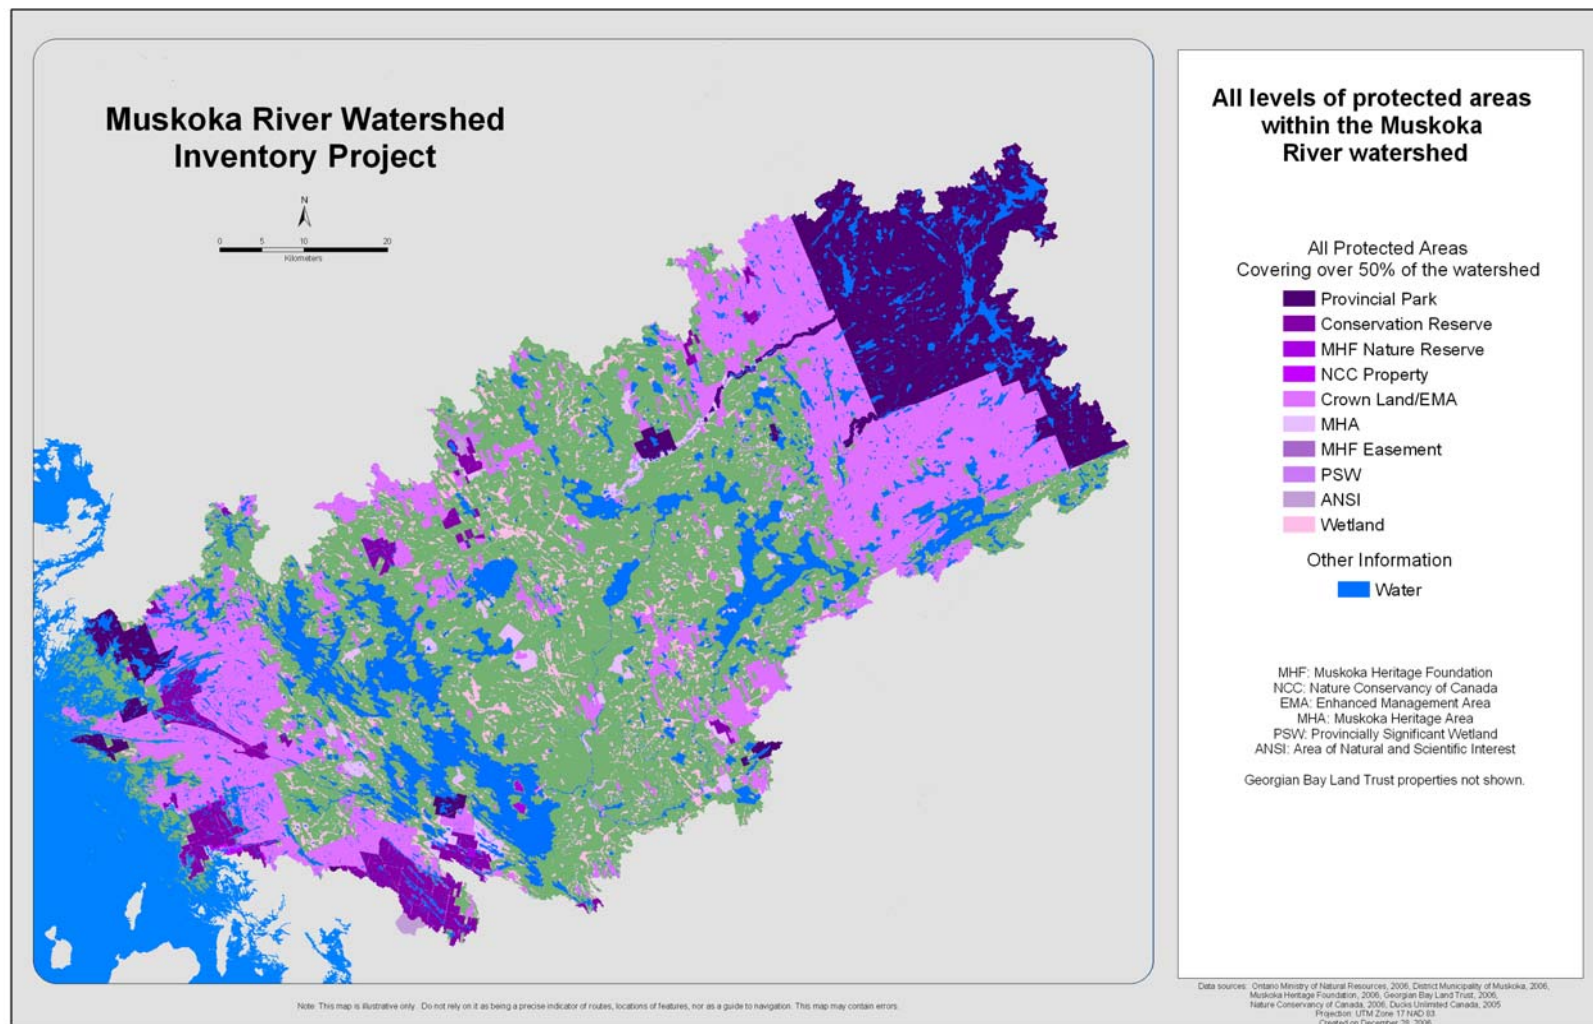 Muskoka River Watershed
Inventory Project
N
0 5 10 20
Kilometers
All levels of protected areas
within the Muskoka
River watershed
All Protected Areas
Covering over 50% of the watershed
Provincial Park
Conservation Reserve
MHF Nature Reserve
NCC Property
Crown Land/EMA
MHA
MHF Easement
PSW
ANSI
Wetland
Other Information
Water
MHF: Muskoka Heritage Foundation
NCC: Nature Conservancy of Canada
EMA: Enhanced Management Area
MHA: Muskoka Heritage Area
PSW: Provincially Significant Wetland
ANSI: Area of Natural and Scientific Interest
Georgian Bay Land Trust properties not shown.
Note: This map is illustrative only. Do not rely on it as being a precise indicator of routes, locations of features, nor as a guide to navigation. This map may contain errors.
Data sources: Ontario Ministry of Natural Resources, 2006, District Municipality of Muskoka, 2006,
Muskoka Heritage Foundation, 2006, Georgian Bay Land Trust, 2006,
Nature Conservancy of Canada, 2006, Ducks Unlimited Canada, 2005
Projection: UTM Zone 17 NAD 83
Created on December 28, 2006